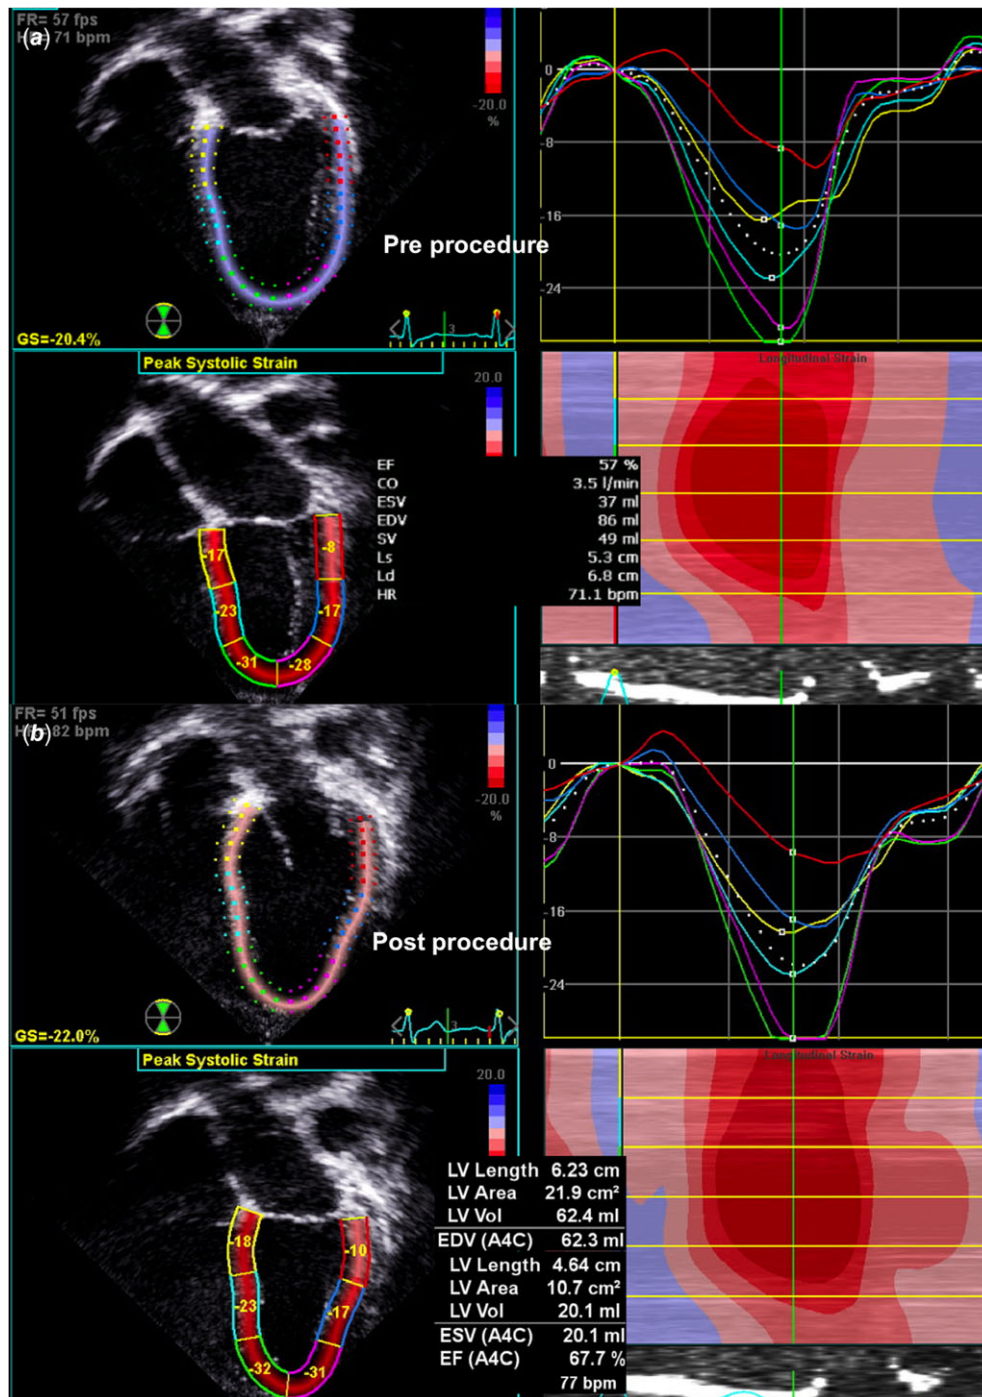 FR= 57 fps
(a)
HR= 71 bpm
-20.0
%
Pre procedure
GS=-20.4%
3
0
-8
-16
-24
Peak Systolic Strain
20.0
-17
-23
-31
-28
-17
-8
Longitudinal Strain
EF 57 %
CO 3.5 l/min
ESV 37 ml
EDV 86 ml
SV 49 ml
Ls 5.3 cm
Ld 6.8 cm
HR 71.1 bpm
FR= 51 fps
(b)
82 bpm
-20.0
%
Post procedure
GS=-22.0%
3
0
-8
-16
-24
Peak Systolic Strain
20.0
-18
-23
-32
-31
-17
-10
Longitudinal Strain
LV Length 6.23 cm
LV Area 21.9 cm²
LV Vol 62.4 ml
EDV (A4C) 62.3 ml
LV Length 4.64 cm
LV Area 10.7 cm²
LV Vol 20.1 ml
ESV (A4C) 20.1 ml
EF (A4C) 67.7 %
77 bpm